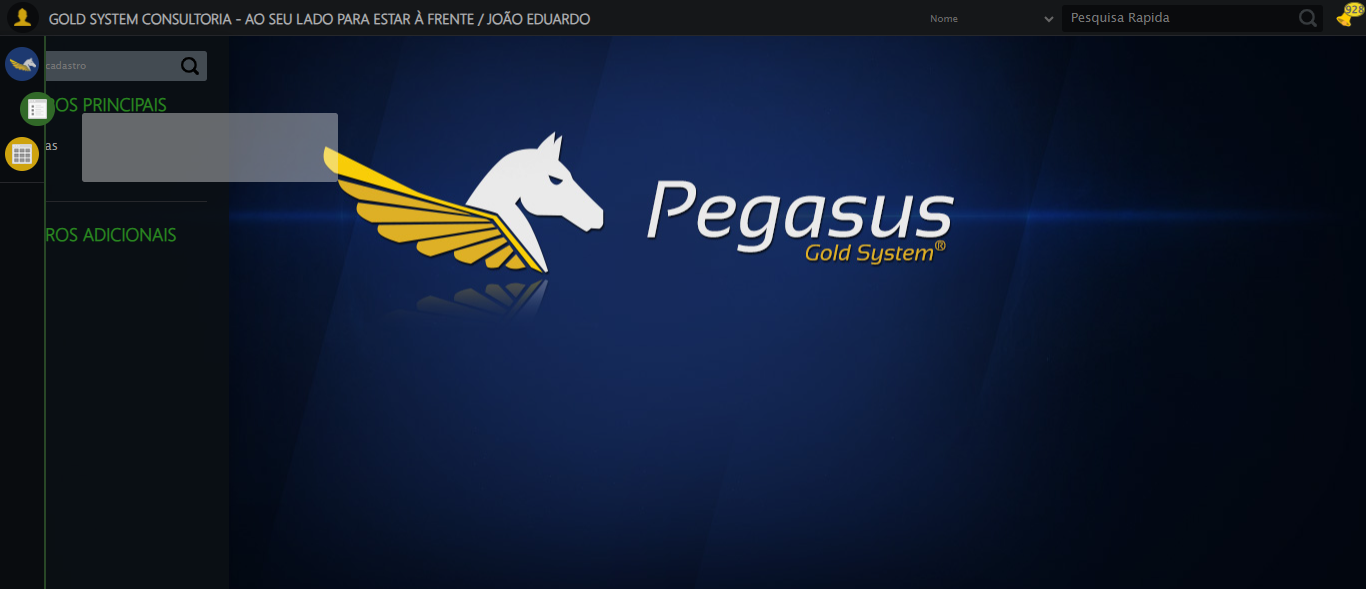 GOLD SYSTEM CONSULTORIA - AO SEU LADO PARA ESTAR À FRENTE / JOÃO EDUARDO
Nome
Pesquisa Rapida
928
cadastro
OS PRINCIPAIS
as
ROS ADICIONAIS
Pegasus
Gold System®